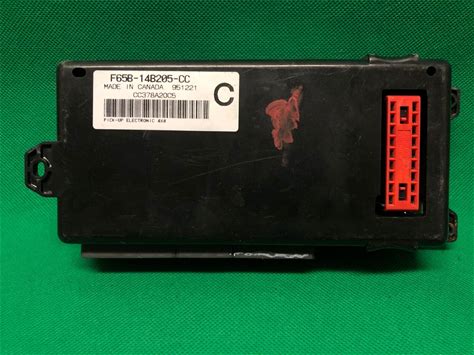 F65B-14B205-CC
MADE IN CANADA 951221
CC378A20C5
C
PICK-UP ELECTRONIC 4X4